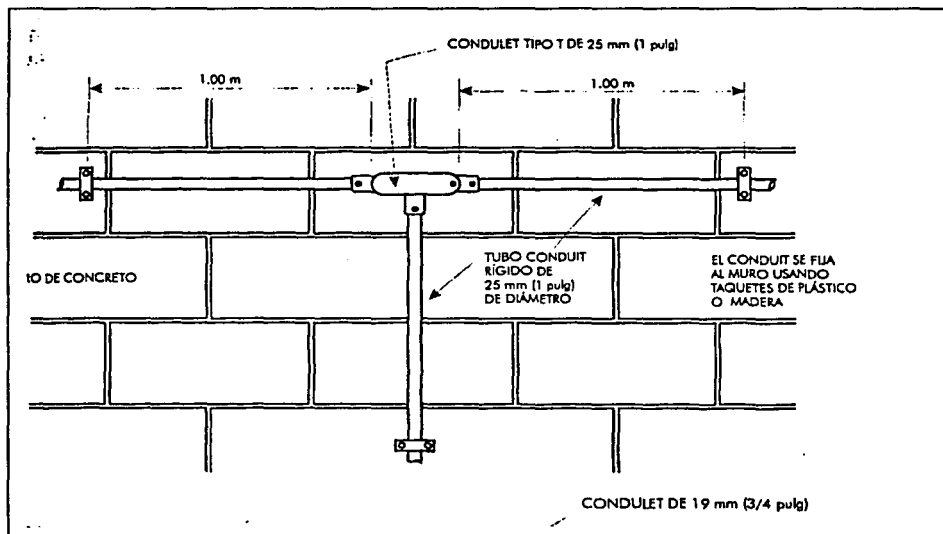 CONDULET TIPO T DE 25 mm (1 pulg)
1.00 m
1.00 m
TO DE CONCRETO
TUBO CONDUIT
RÍGIDO DE
25 mm (1 pulg)
DE DIÁMETRO
EL CONDUIT SE FIJA
AL MURO USANDO
TAQUETES DE PLÁSTICO
O MADERA
CONDULET DE 19 mm (3/4 pulg)